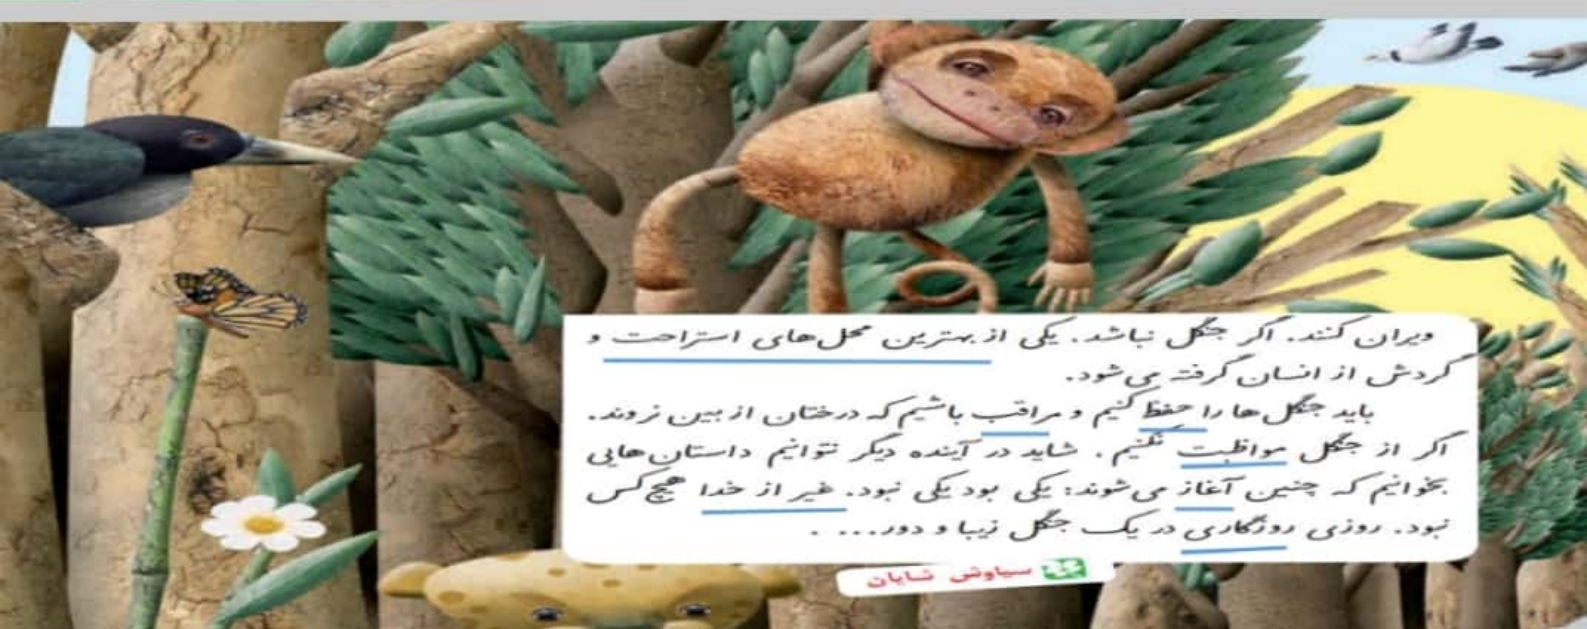 ویران کنند. اگر جنگل نباشد. یکی از بهترین محل‌های استراحت و
گردش از انسان گرفته می‌شود.
باید جنگل‌ها را حفظ کنیم و مراقب باشیم که درختان از بین نروند.
اگر از جنگل مواظبت نکنیم . شاید در آینده دیگر نتوانیم داستان‌هایی
بخوانیم که چنین آغاز می‌شوند: یکی بود یکی نبود. غیر از خدا هیچ کس
نبود. روزی روزگاری در یک جنگل زیبا و دور... .
سیاوش شایان